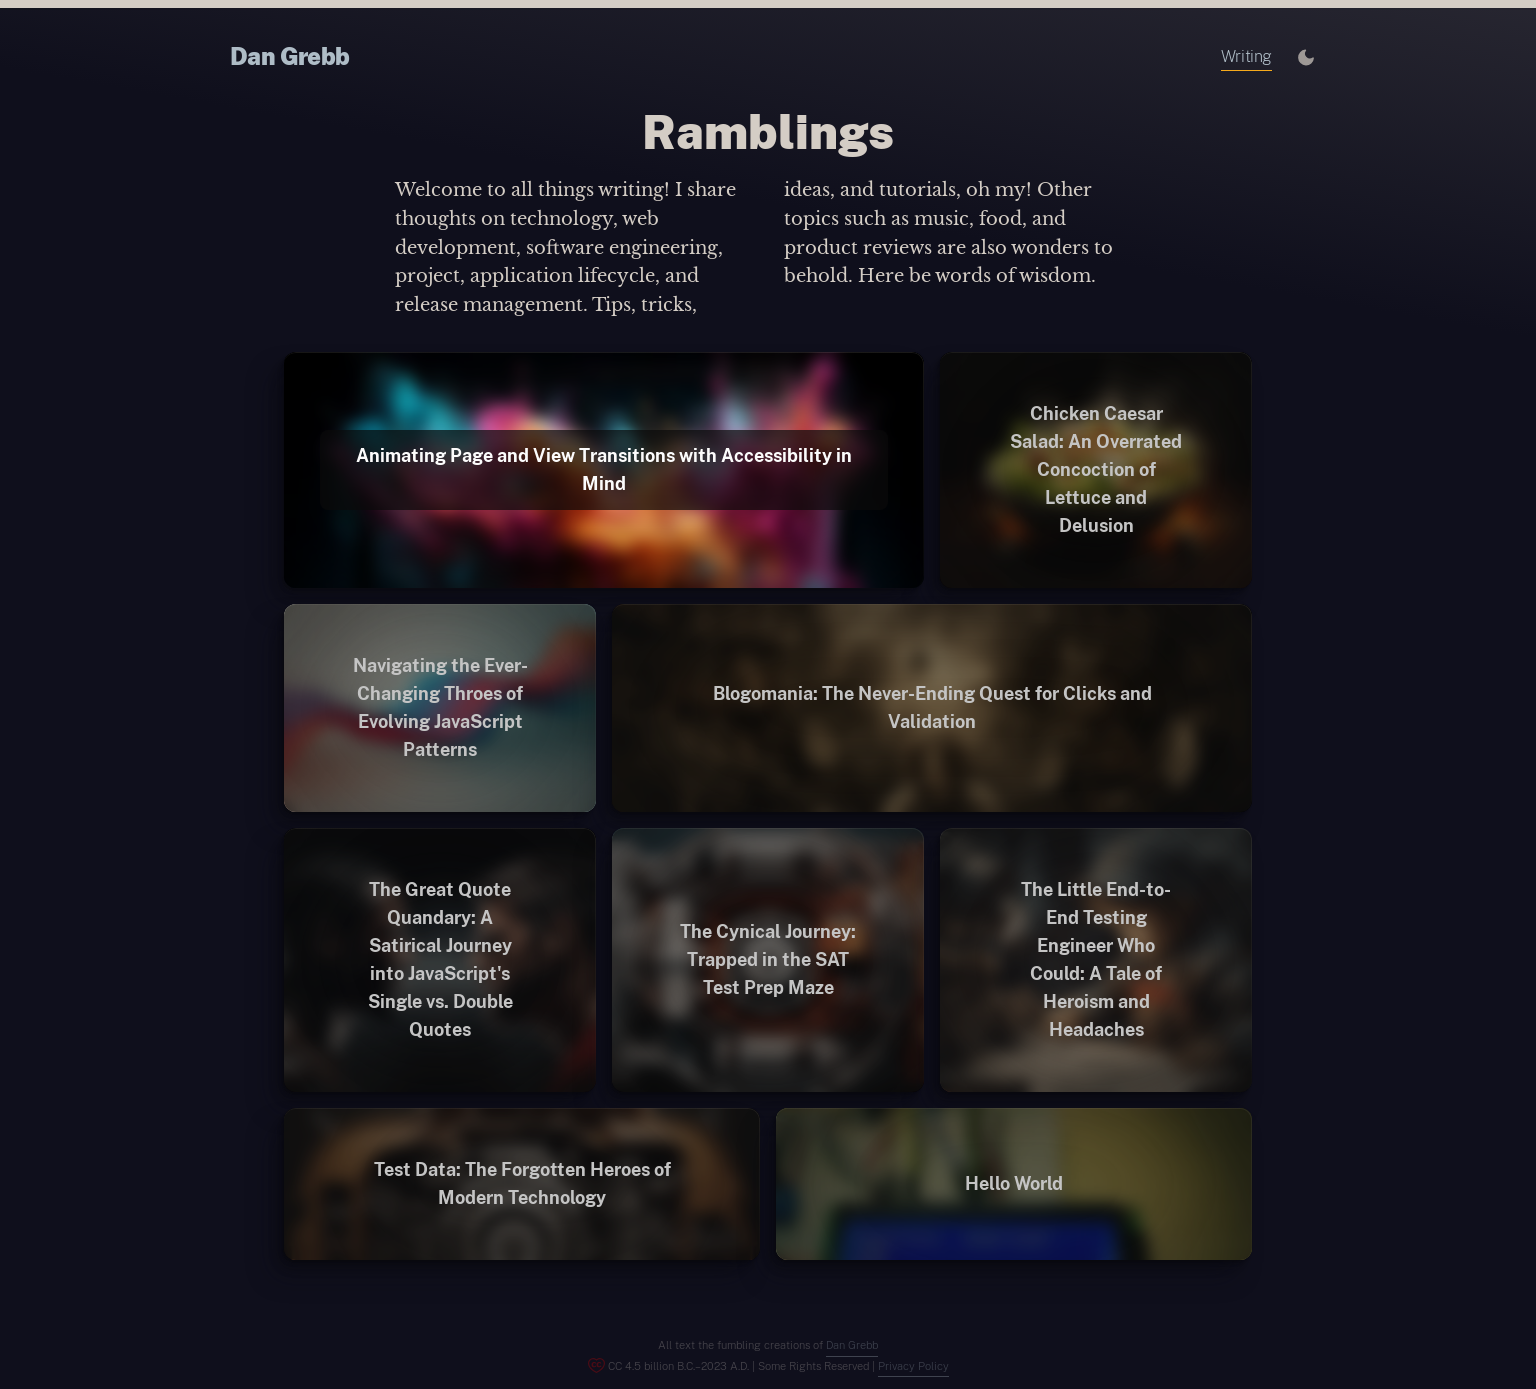 Dan Grebb
Writing
Ramblings
Welcome to all things writing! I share
thoughts on technology, web
development, software engineering,
project, application lifecycle, and
release management. Tips, tricks,
ideas, and tutorials, oh my! Other
topics such as music, food, and
product reviews are also wonders to
behold. Here be words of wisdom.
Animating Page and View Transitions with Accessibility in
Mind
Chicken Caesar
Salad: An Overrated
Concoction of
Lettuce and
Delusion
Navigating the Ever-
Changing Throes of
Evolving JavaScript
Patterns
Blogomania: The Never-Ending Quest for Clicks and
Validation
The Great Quote
Quandary: A
Satirical Journey
into JavaScript's
Single vs. Double
Quotes
The Cynical Journey:
Trapped in the SAT
Test Prep Maze
The Little End-to-
End Testing
Engineer Who
Could: A Tale of
Heroism and
Headaches
Test Data: The Forgotten Heroes of
Modern Technology
Hello World
All text the fumbling creations of Dan Grebb
CC 4.5 billion B.C.–2023 A.D. | Some Rights Reserved | Privacy Policy